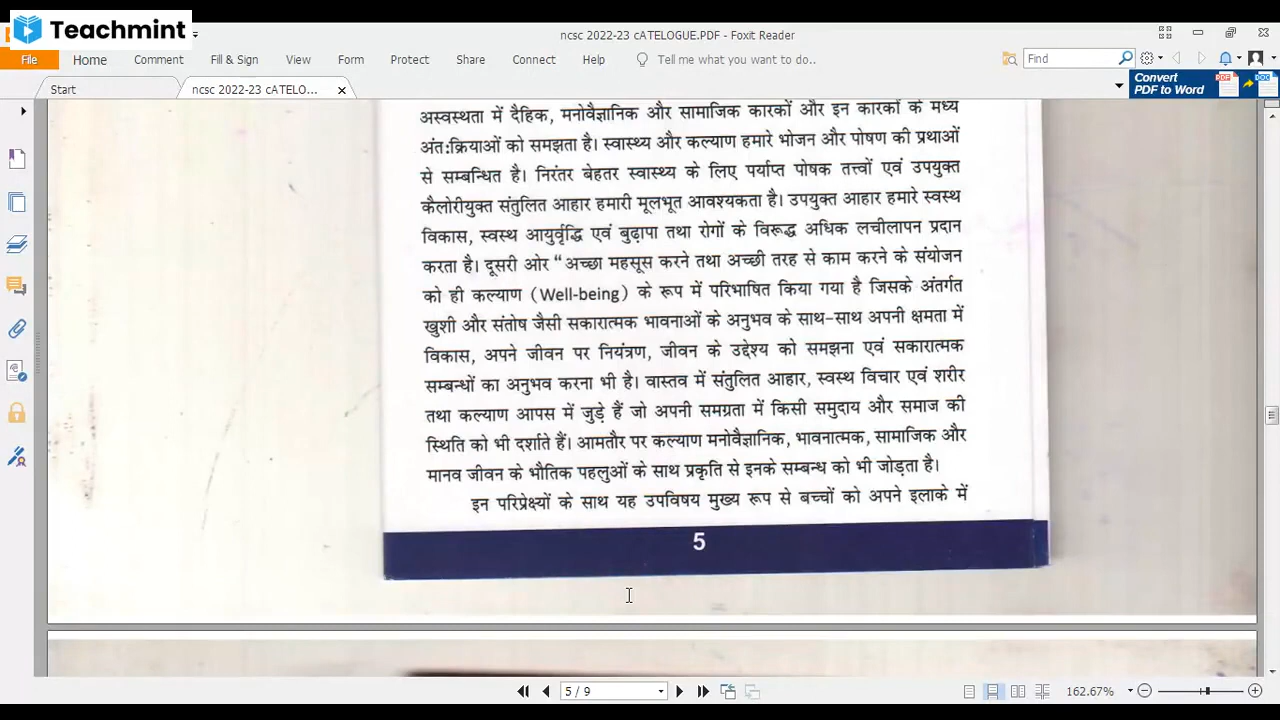 Teachmint
ncsc 2022-23 cATELOGUE.PDF - Foxit Reader
File Home Comment Fill & Sign View Form Protect Share Connect Help Tell me what you want to do.. Find
Start ncsc 2022-23 cATELO... Convert
PDF to Word
अस्वस्थता में दैहिक, मनोवैज्ञानिक और सामाजिक कारकों और इन कारकों के मध्य
अंत:क्रियाओं को समझता है। स्वास्थ्य और कल्याण हमारे भोजन और पोषण की प्रथाओं
से सम्बन्धित है। निरंतर बेहतर स्वास्थ्य के लिए पर्याप्त पोषक तत्त्वों एवं उपयुक्त
कैलोरीयुक्त संतुलित आहार हमारी मूलभूत आवश्यकता है। उपयुक्त आहार हमारे स्वस्थ
विकास, स्वस्थ आयुर्वृद्धि एवं बुढ़ापा तथा रोगों के विरूद्ध अधिक लचीलापन प्रदान
करता है। दूसरी ओर “अच्छा महसूस करने तथा अच्छी तरह से काम करने के संयोजन
को ही कल्याण (Well-being) के रूप में परिभाषित किया गया है जिसके अंतर्गत
खुशी और संतोष जैसी सकारात्मक भावनाओं के अनुभव के साथ-साथ अपनी क्षमता में
विकास, अपने जीवन पर नियंत्रण, जीवन के उद्देश्य को समझना एवं सकारात्मक
सम्बन्धों का अनुभव करना भी है। वास्तव में संतुलित आहार, स्वस्थ विचार एवं शरीर
तथा कल्याण आपस में जुड़े हैं जो अपनी समग्रता में किसी समुदाय और समाज की
स्थिति को भी दर्शाते हैं। आमतौर पर कल्याण मनोवैज्ञानिक, भावनात्मक, सामाजिक और
मानव जीवन के भौतिक पहलुओं के साथ प्रकृति से इनके सम्बन्ध को भी जोड़ता है।
इन परिप्रेक्ष्यों के साथ यह उपविषय मुख्य रूप से बच्चों को अपने इलाके में
5
5 / 9 162.67%